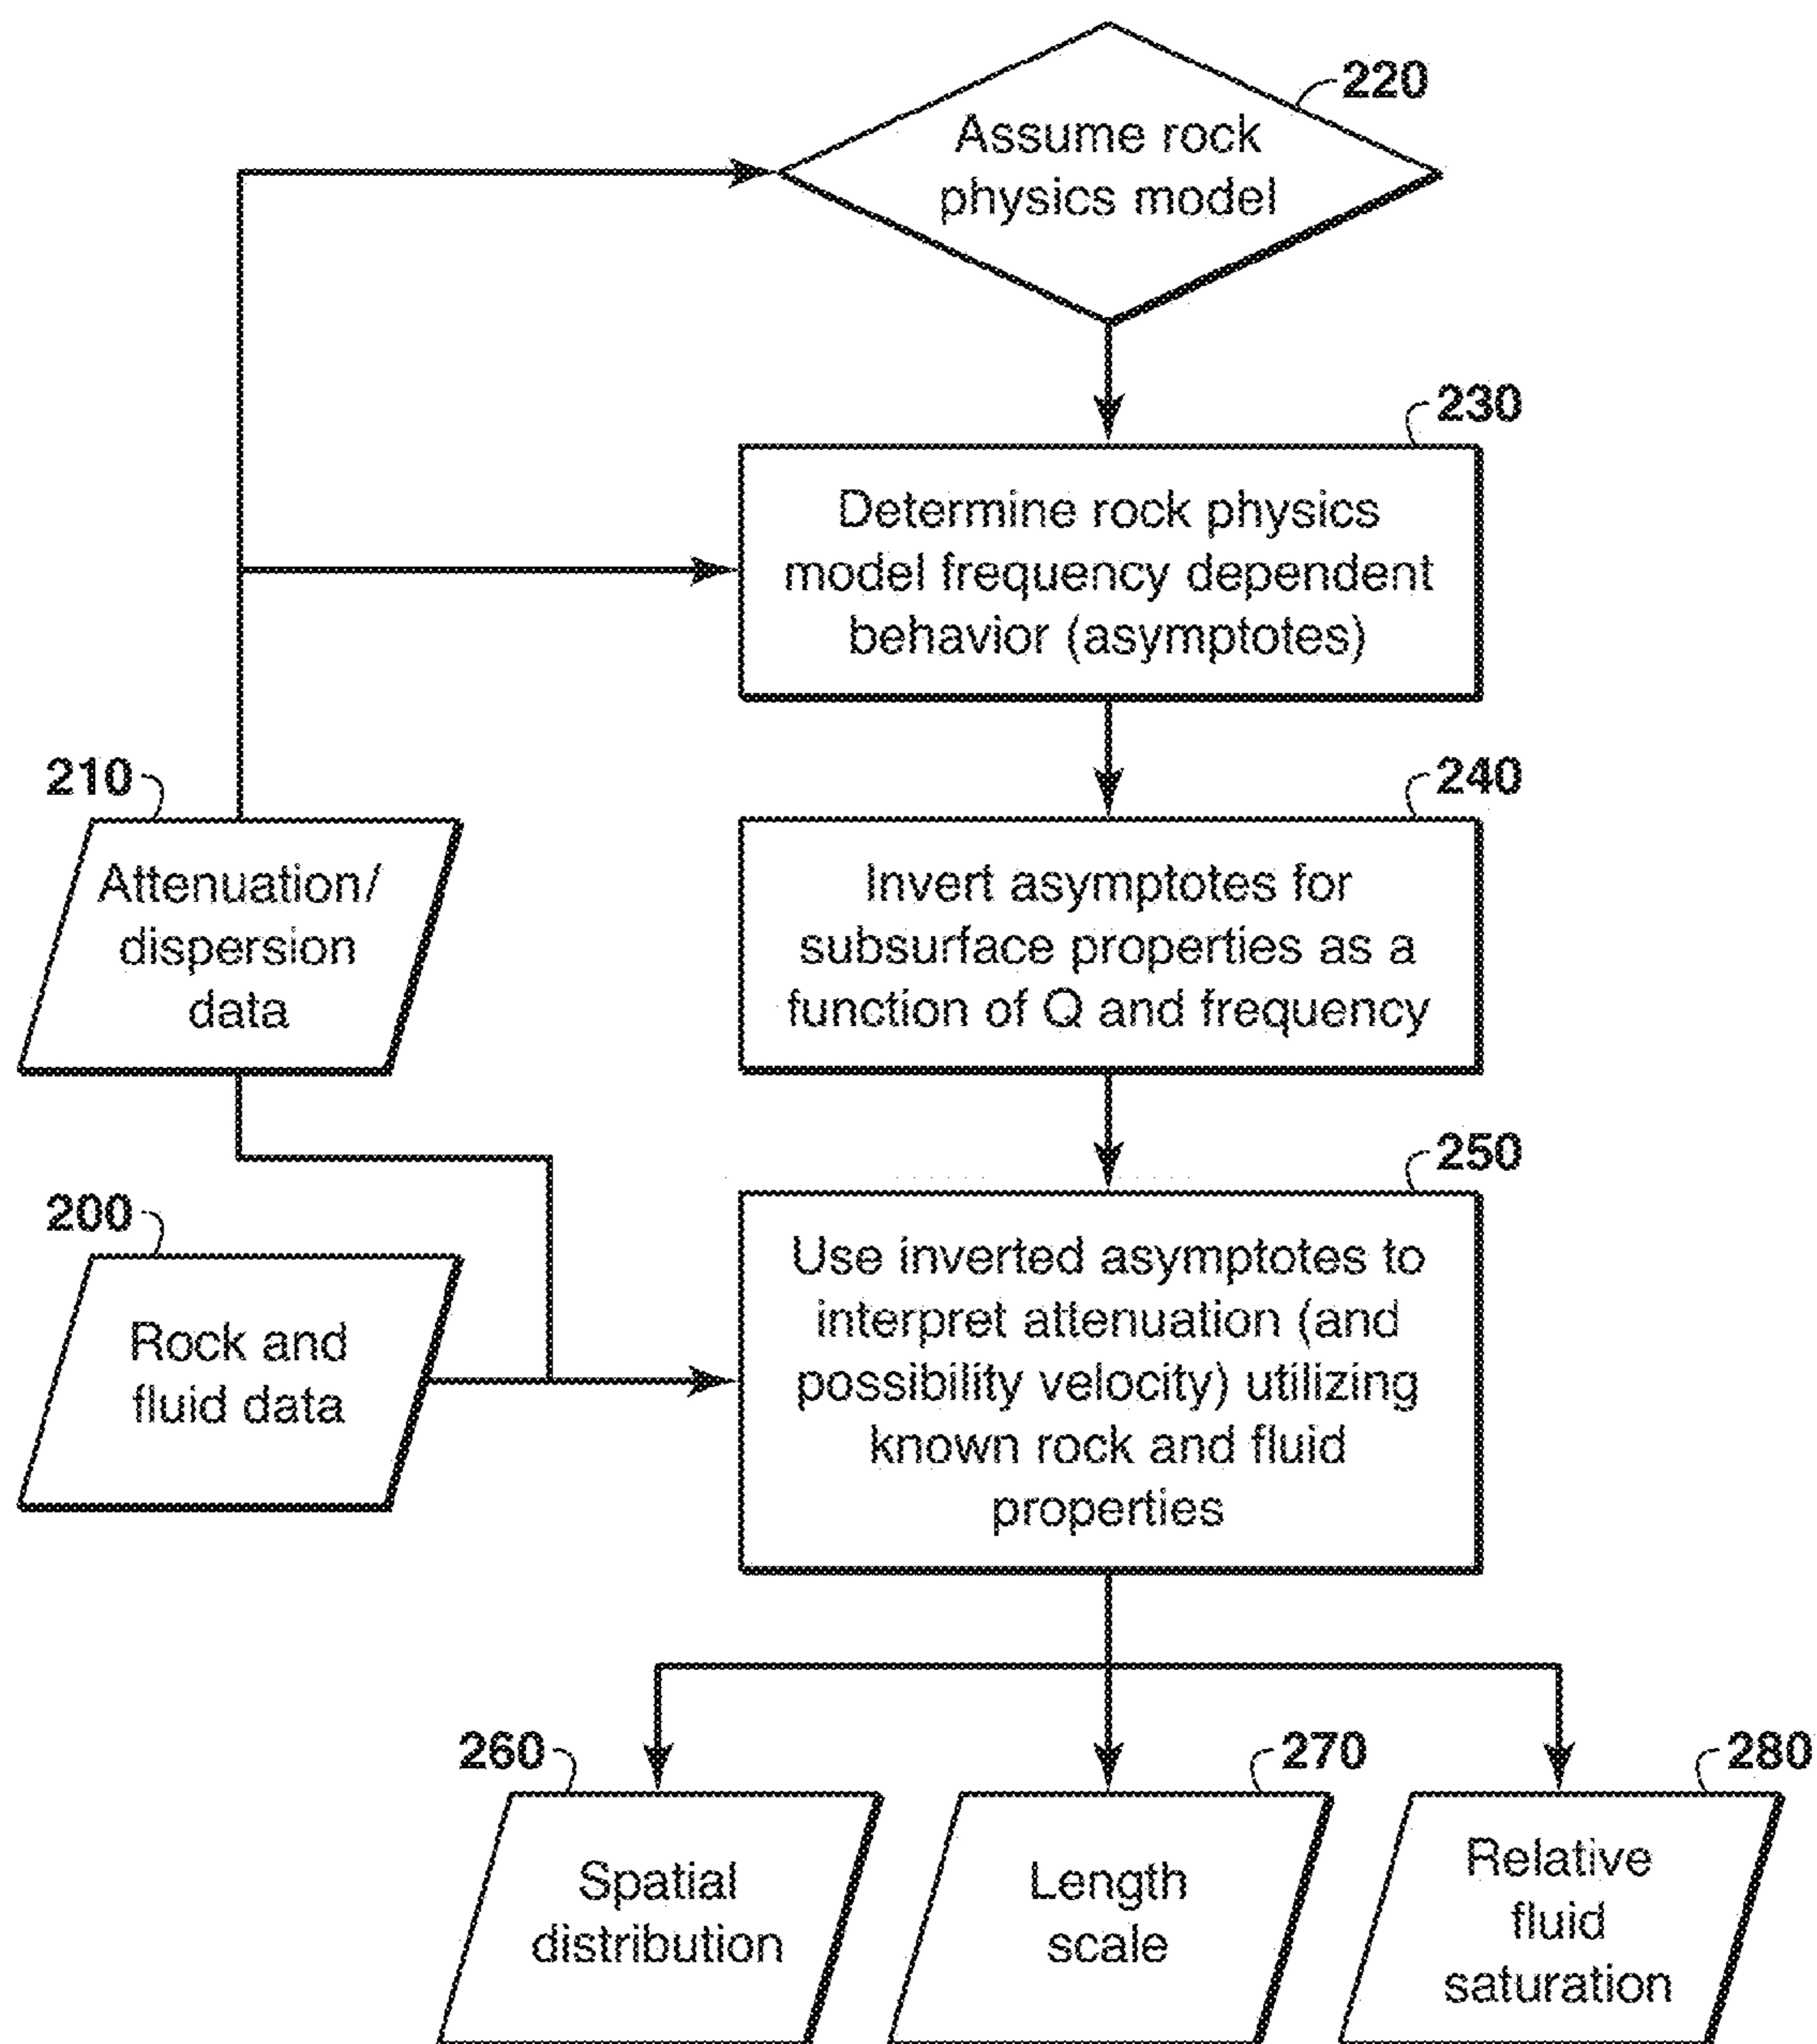 220
Assume rock
physics model
230
Determine rock physics
model frequency dependent
behavior (asymptotes)
210
Attenuation/
dispersion
data
240
Invert asymptotes for
subsurface properties as a
function of Q and frequency
200
Rock and
fluid data
250
Use inverted asymptotes to
interpret attenuation (and
possibility velocity) utilizing
known rock and fluid
properties
260
Spatial
distribution
270
Length
scale
280
Relative
fluid
saturation